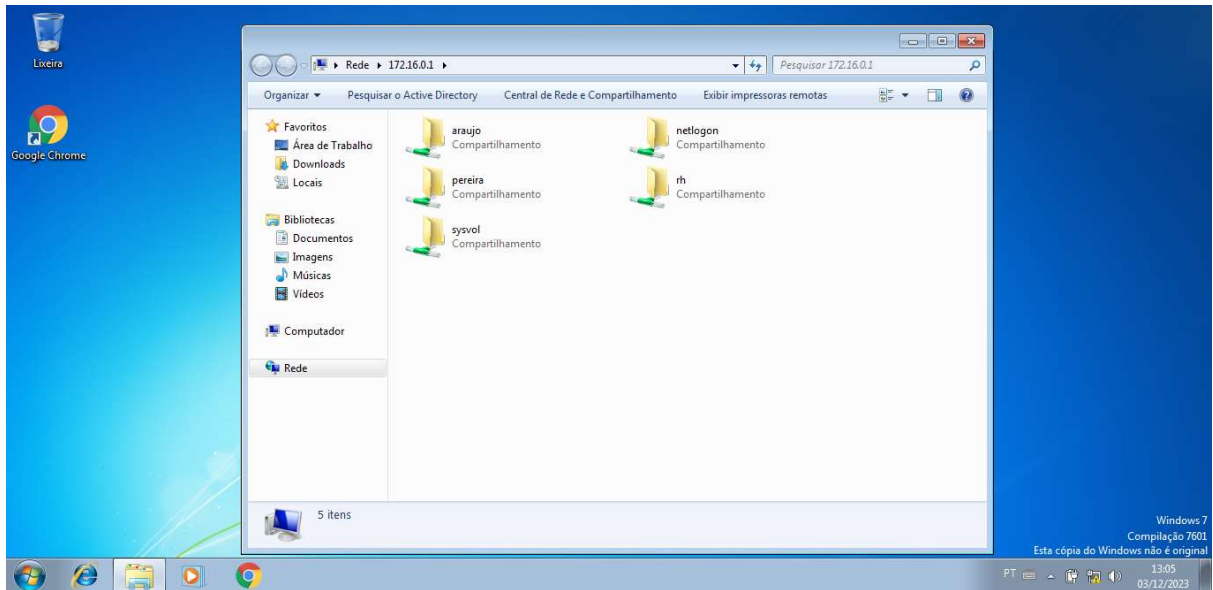 Lixeira
Google Chrome
Rede
172.16.0.1
Pesquisar 172.16.0.1
Organizar
Pesquisar o Active Directory
Central de Rede e Compartilhamento
Exibir impressoras remotas
Favoritos
Área de Trabalho
Downloads
Locais
Bibliotecas
Documentos
Imagens
Músicas
Vídeos
Computador
Rede
araujo
Compartilhamento
netlogon
Compartilhamento
pereira
Compartilhamento
rh
Compartilhamento
sysvol
Compartilhamento
5 itens
Windows 7
Compilação 7601
Esta cópia do Windows não é original
PT
13:05
03/12/2023